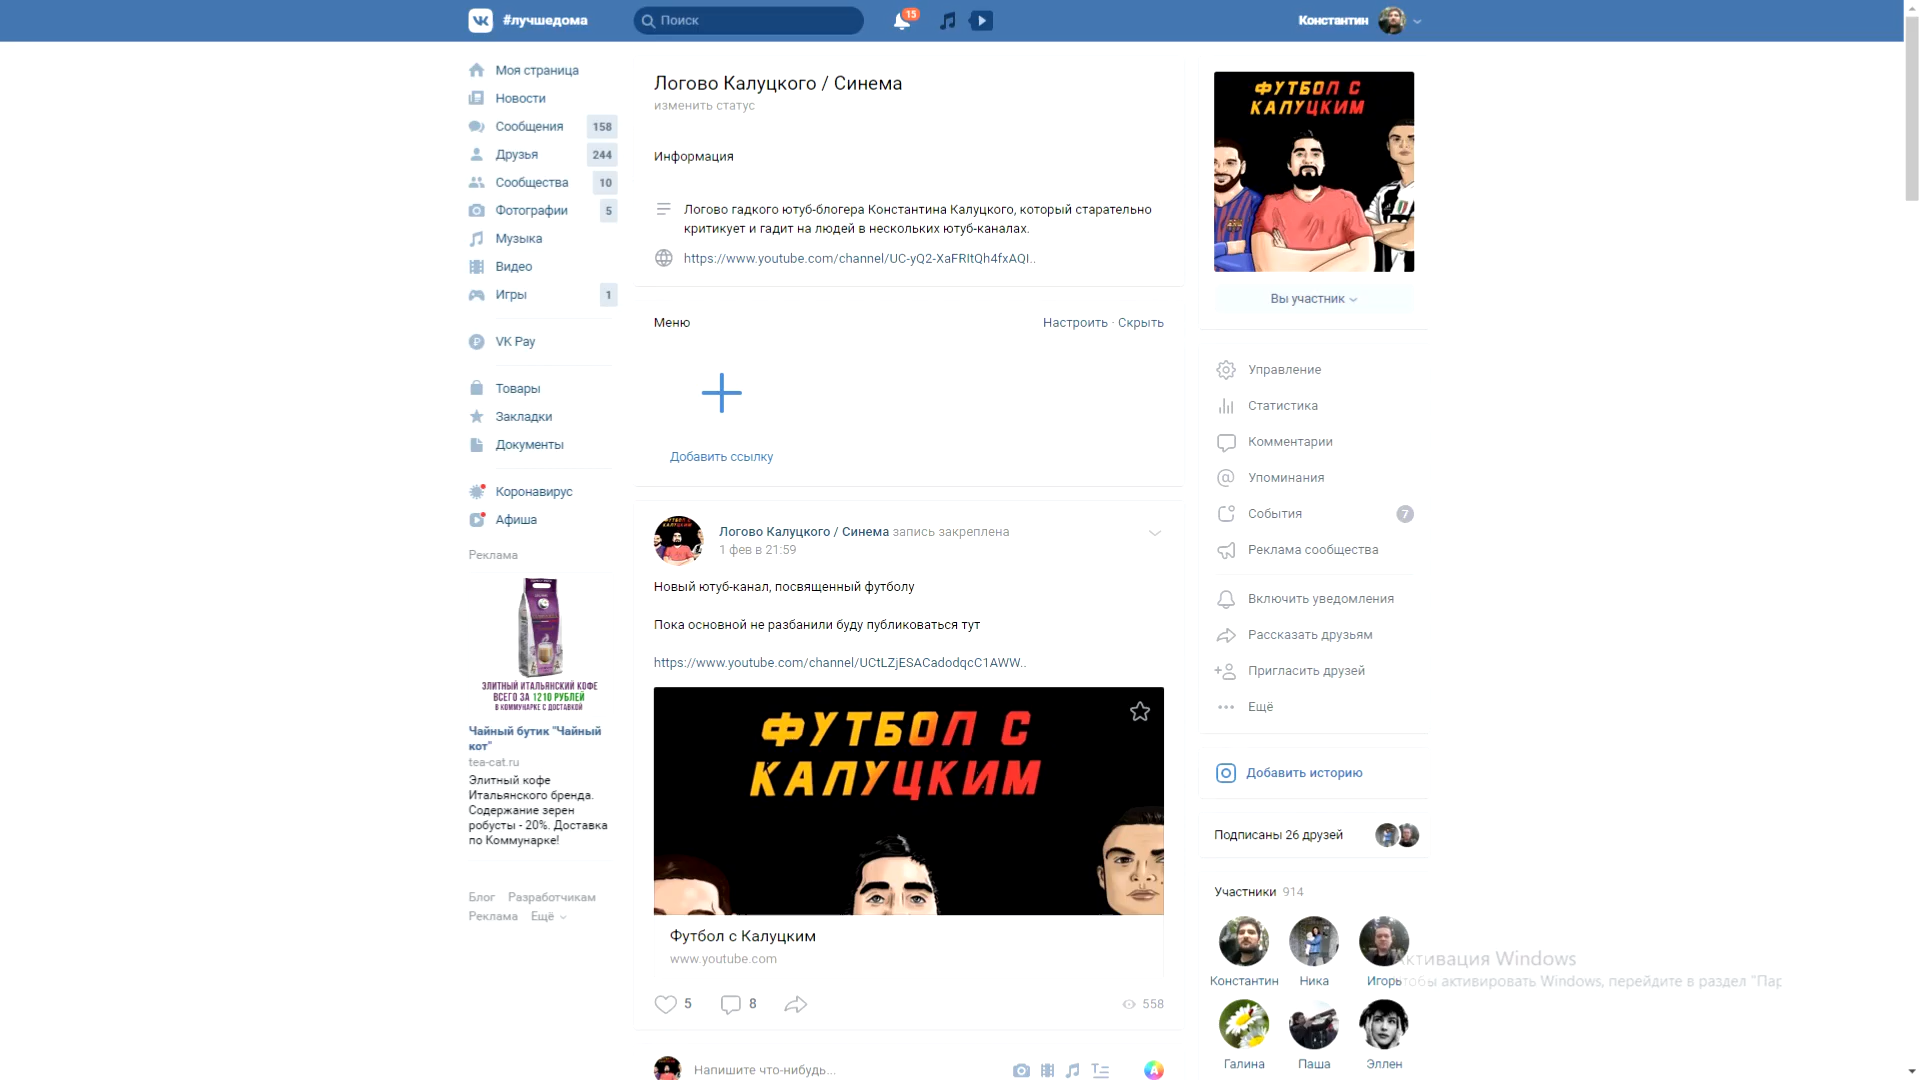 #лучшедома
Поиск
15
Константин
Моя страница
Новости
Сообщения 158
Друзья 244
Сообщества 10
Фотографии 5
Музыка
Видео
Игры 1
VK Pay
Товары
Закладки
Документы
Коронавирус
Афиша
Реклама
ЭЛИТНЫЙ ИТАЛЬЯНСКИЙ КОФЕ
ВСЕГО ЗА 1210 РУБЛЕЙ
В КОММУНАРКЕ С ДОСТАВКОЙ
Чайный бутик "Чайный
кот"
tea-cat.ru
Элитный кофе
Итальянского бренда.
Содержание зерен
робусты - 20%. Доставка
по Коммунарке!
Блог Разработчикам
Реклама Ещё
Логово Калуцкого / Синема
изменить статус
Информация
Логово гадкого ютуб-блогера Константина Калуцкого, который старательно
критикует и гадит на людей в нескольких ютуб-каналах.
https://www.youtube.com/channel/UC-yQ2-XaFRItQh4fxAQI..
Меню
Настроить · Скрыть
Добавить ссылку
Логово Калуцкого / Синема запись закреплена
1 фев в 21:59
Новый ютуб-канал, посвященный футболу
Пока основной не разбанили буду публиковаться тут
https://www.youtube.com/channel/UCtLZjESACadodqcC1AWW..
ФУТБОЛ С
КАЛУЦКИМ
Футбол с Калуцким
www.youtube.com
5 8 558
Напишите что-нибудь...
ФУТБОЛ С
КАЛУЦКИМ
Вы участник
Управление
Статистика
Комментарии
Упоминания
События 7
Реклама сообщества
Включить уведомления
Рассказать друзьям
Пригласить друзей
Ещё
Добавить историю
Подписаны 26 друзей
Участники 914
Константин Ника Игорь
Галина Паша Эллен
Активация Windows
Чтобы активировать Windows, перейдите в раздел "Пар